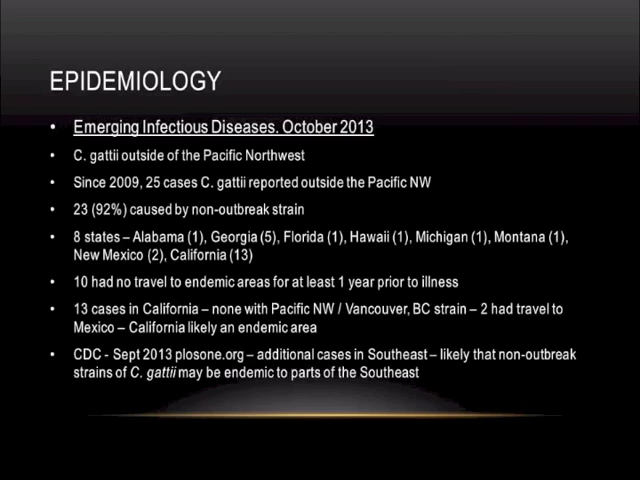 EPIDEMIOLOGY
• Emerging Infectious Diseases. October 2013
• C. gattii outside of the Pacific Northwest
• Since 2009, 25 cases C. gattii reported outside the Pacific NW
• 23 (92%) caused by non-outbreak strain
• 8 states – Alabama (1), Georgia (5), Florida (1), Hawaii (1), Michigan (1), Montana (1),
New Mexico (2), California (13)
• 10 had no travel to endemic areas for at least 1 year prior to illness
• 13 cases in California – none with Pacific NW / Vancouver, BC strain – 2 had travel to
Mexico – California likely an endemic area
• CDC - Sept 2013 plosone.org – additional cases in Southeast – likely that non-outbreak
strains of C. gattii may be endemic to parts of the Southeast